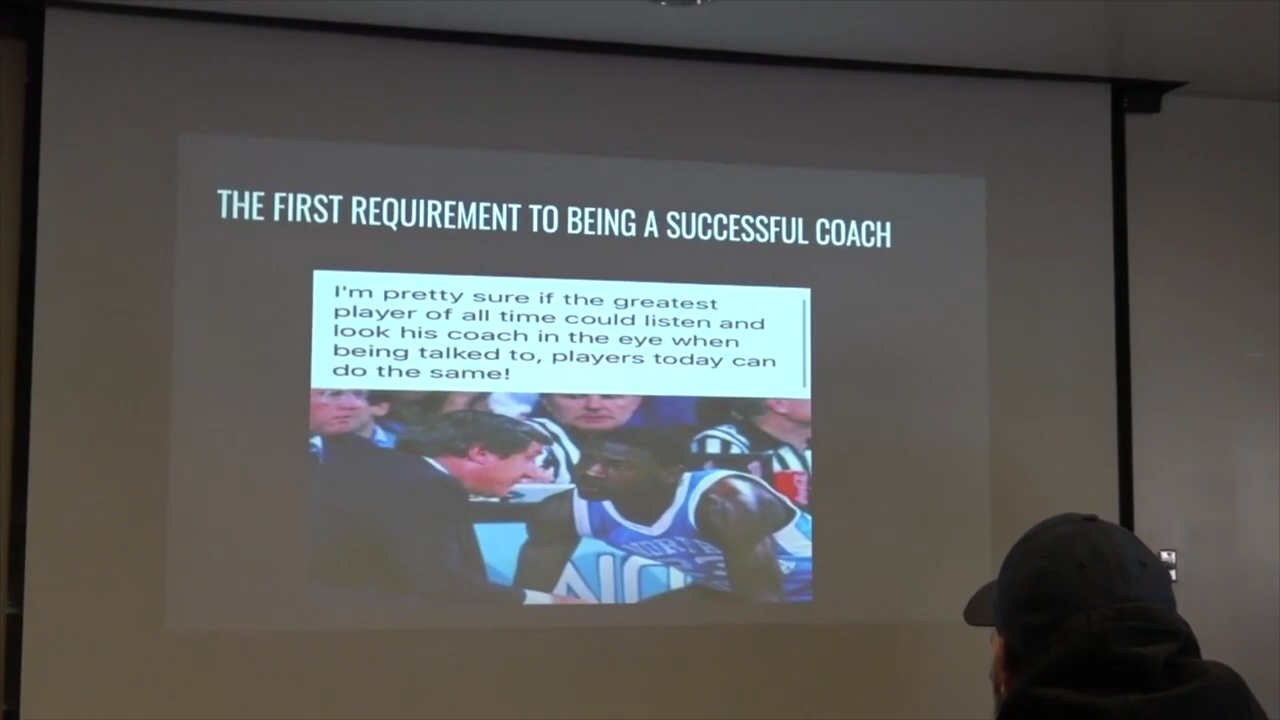 THE FIRST REQUIREMENT TO BEING A SUCCESSFUL COACH
I'm pretty sure if the greatest
player of all time could listen and
look his coach in the eye when
being talked to, players today can
do the same!
NORTH